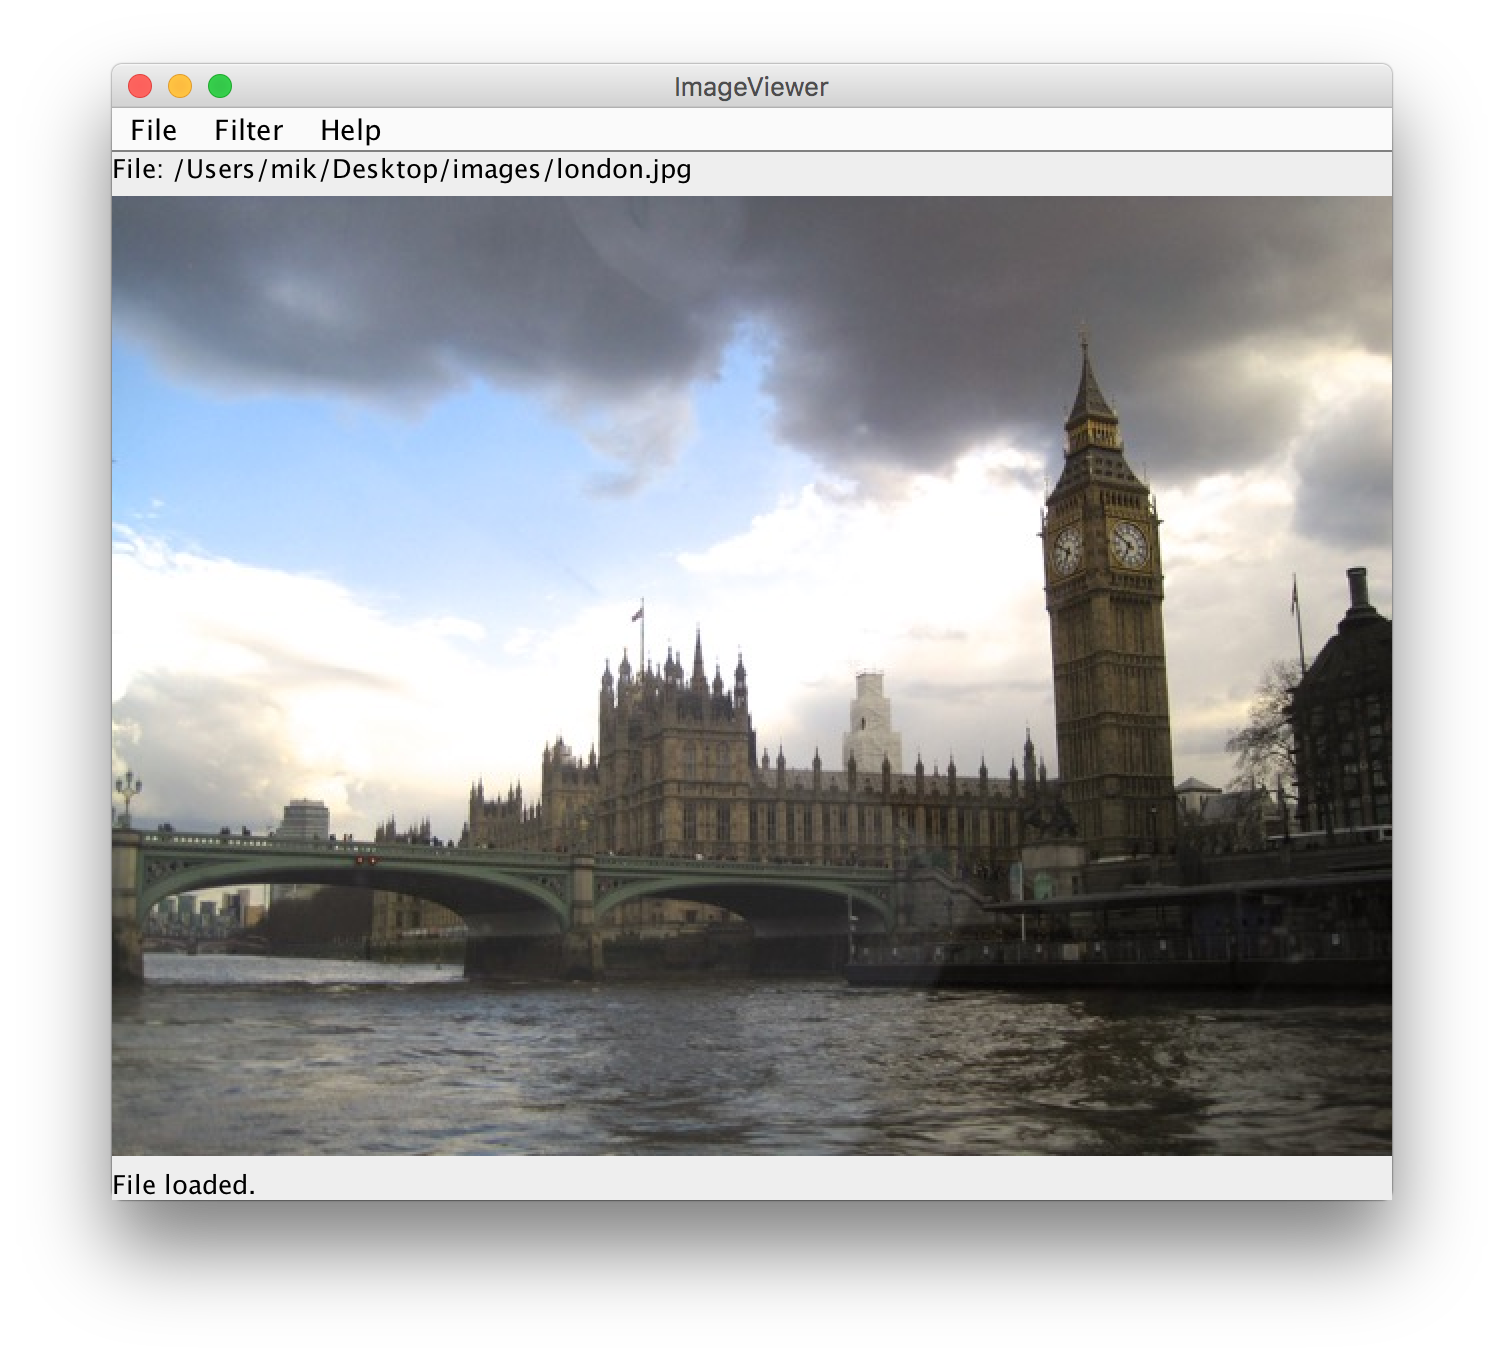 ImageViewer
File Filter Help
File: /Users/mik/Desktop/images/london.jpg
File loaded.